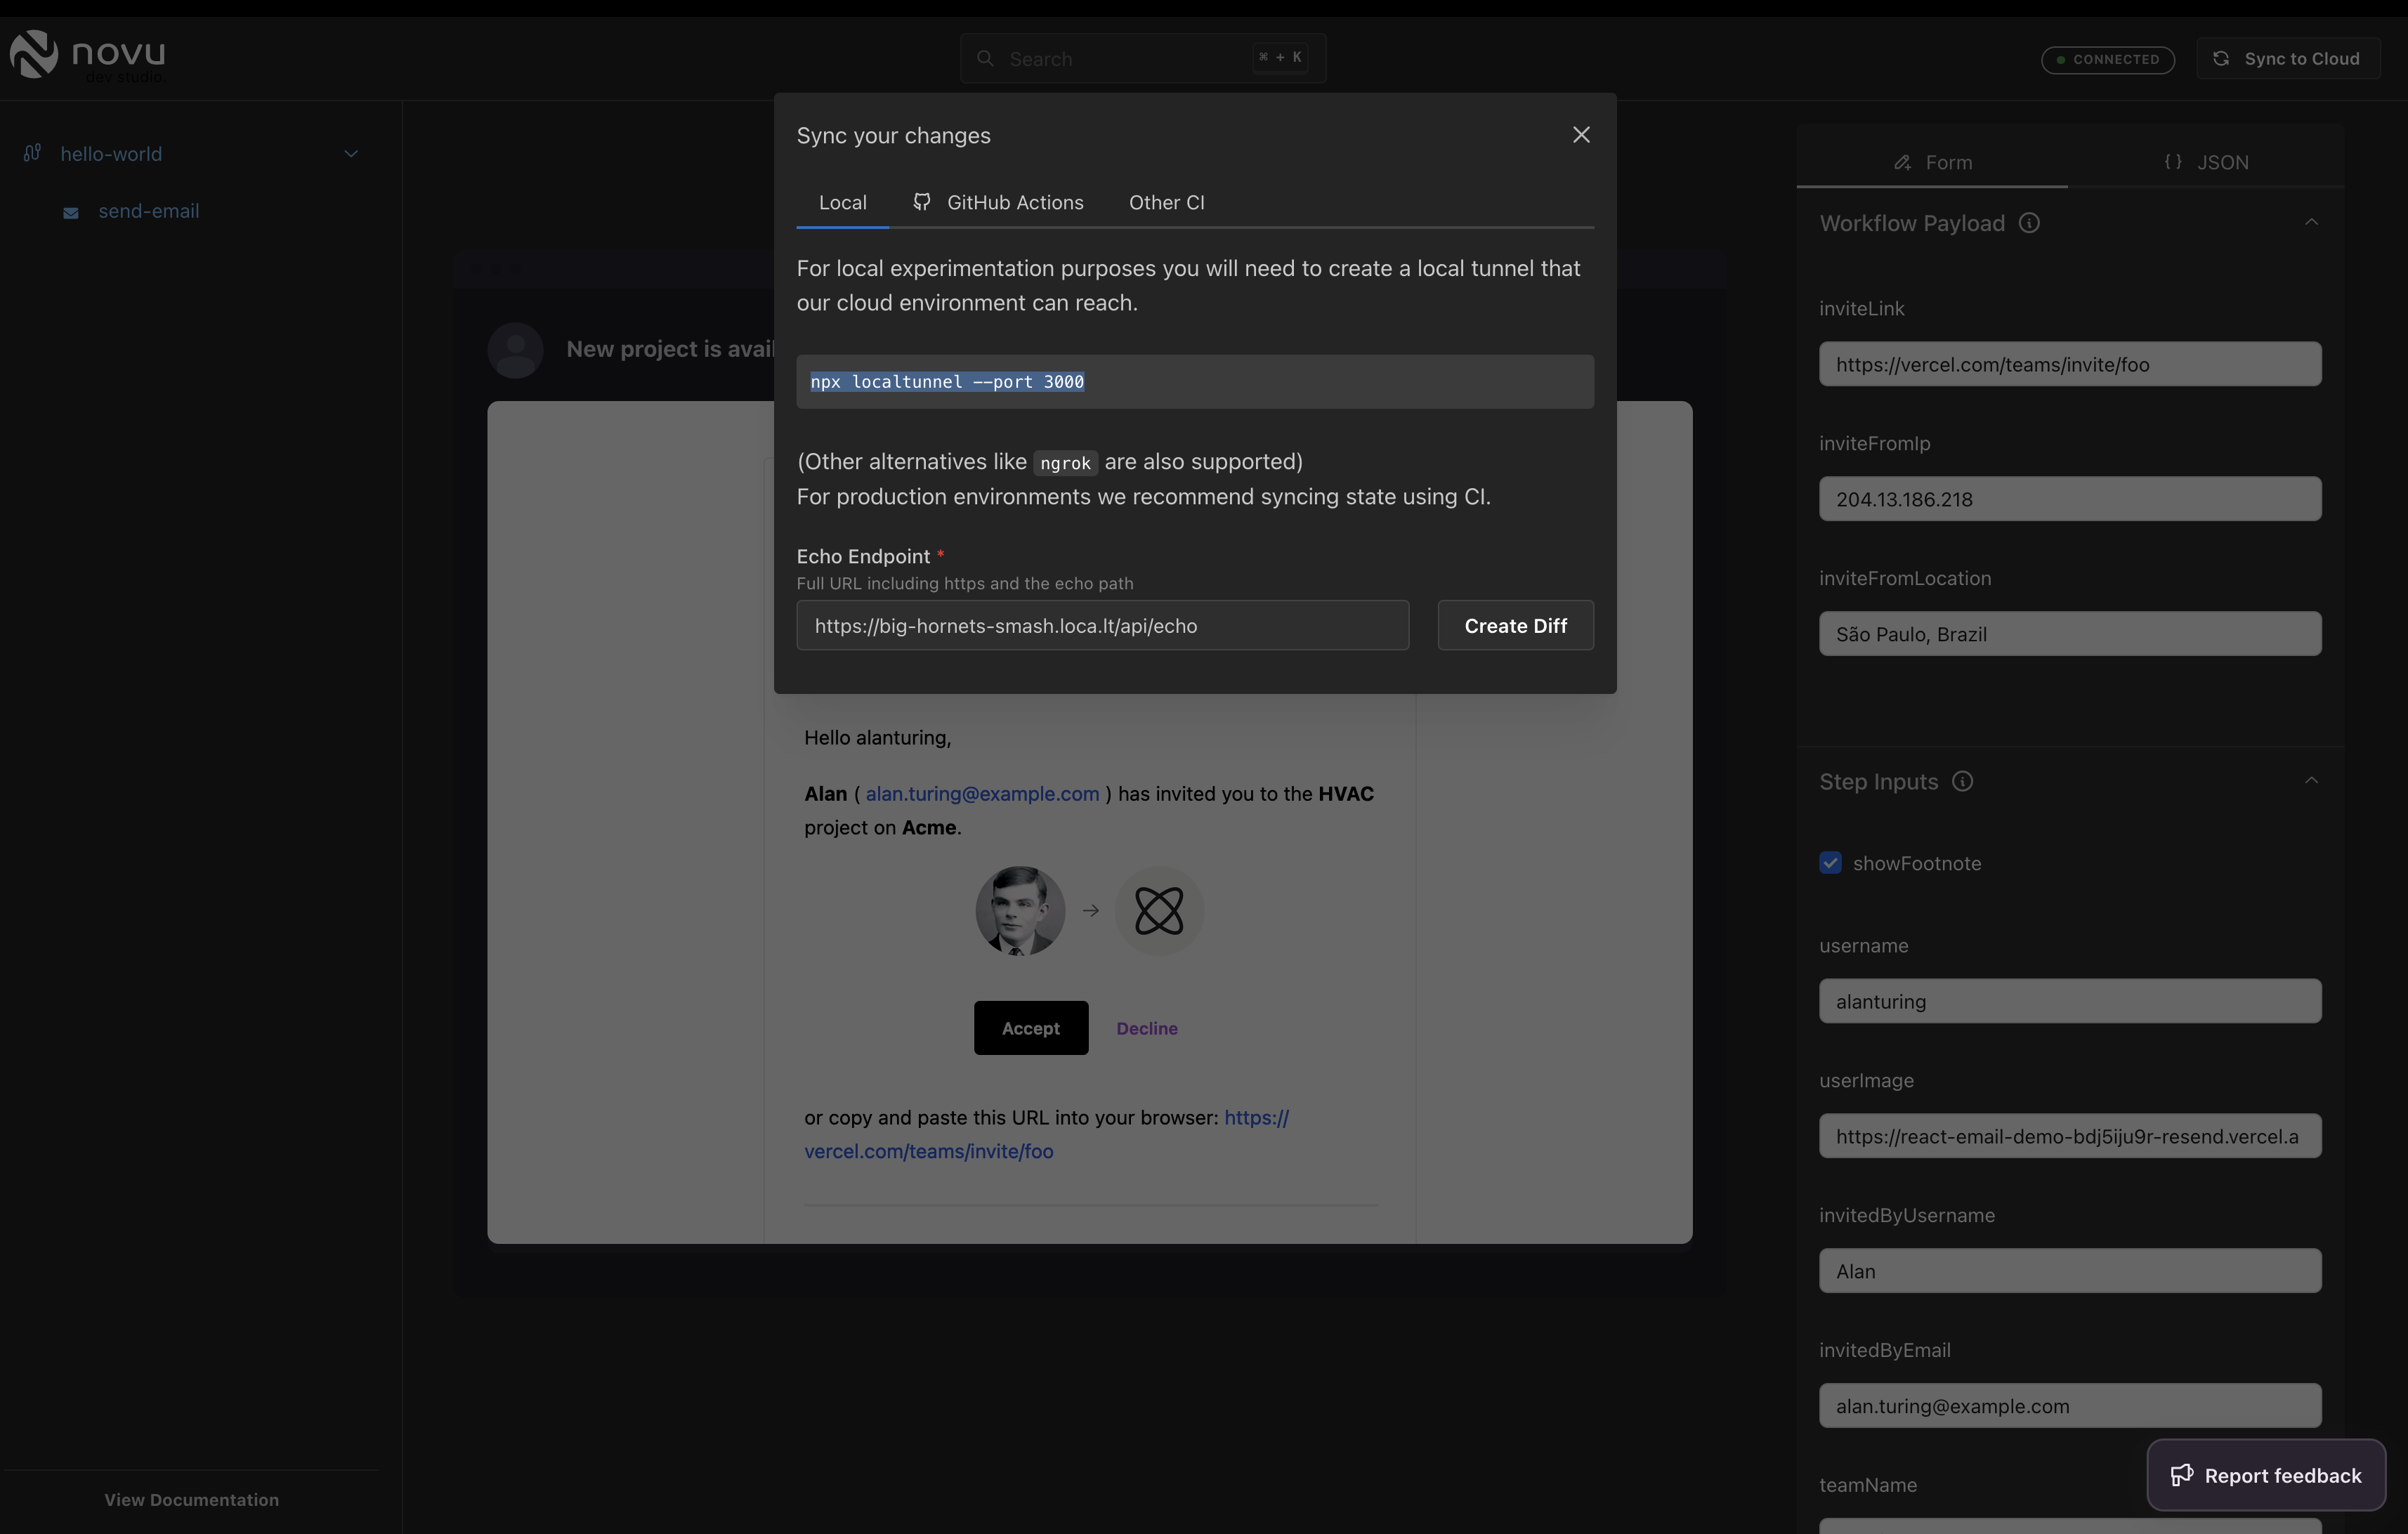 novu
dev studio.
Search
⌘ + K
CONNECTED
Sync to Cloud
hello-world
send-email
View Documentation
New project is avail
Sync your changes
Local
GitHub Actions
Other CI
For local experimentation purposes you will need to create a local tunnel that
our cloud environment can reach.
npx localtunnel --port 3000
(Other alternatives like ngrok are also supported)
For production environments we recommend syncing state using CI.
Echo Endpoint *
Full URL including https and the echo path
https://big-hornets-smash.loca.lt/api/echo
Create Diff
Hello alanturing,
Alan ( alan.turing@example.com ) has invited you to the HVAC
project on Acme.
Accept
Decline
or copy and paste this URL into your browser: https://
vercel.com/teams/invite/foo
Form
{ } JSON
Workflow Payload
inviteLink
https://vercel.com/teams/invite/foo
inviteFromIp
204.13.186.218
inviteFromLocation
São Paulo, Brazil
Step Inputs
showFootnote
username
alanturing
userImage
https://react-email-demo-bdj5iju9r-resend.vercel.a
invitedByUsername
Alan
invitedByEmail
alan.turing@example.com
teamName
Report feedback